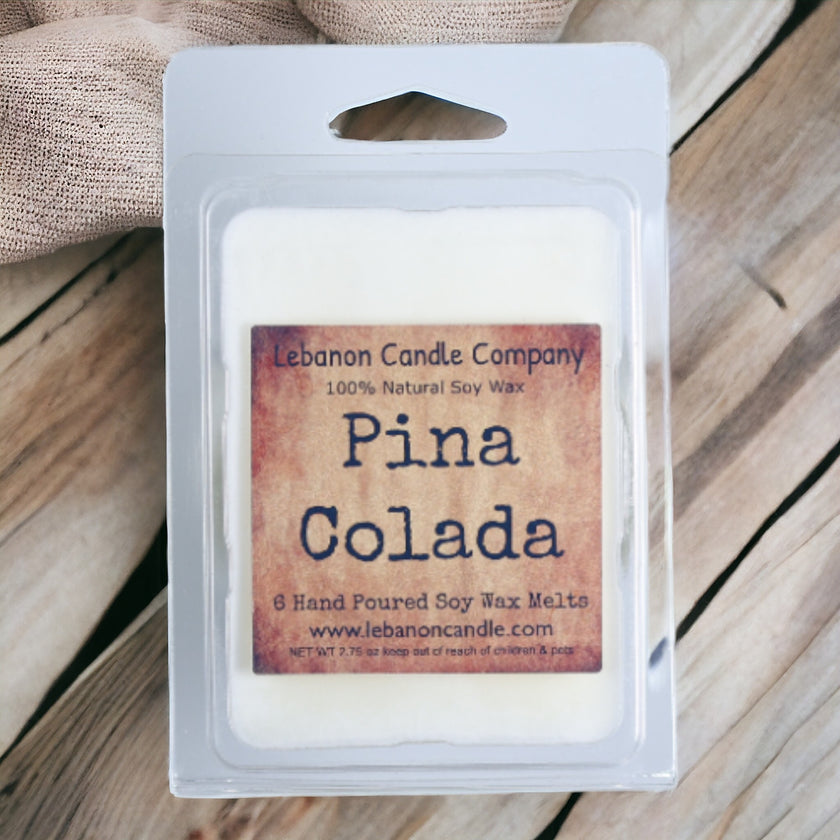 Lebanon Candle Company
100% Natural Soy Wax
Pina
Colada
6 Hand Poured Soy Wax Melts
www.lebanoncandle.com
NET WT 2.75 oz keep out of reach of children & pets